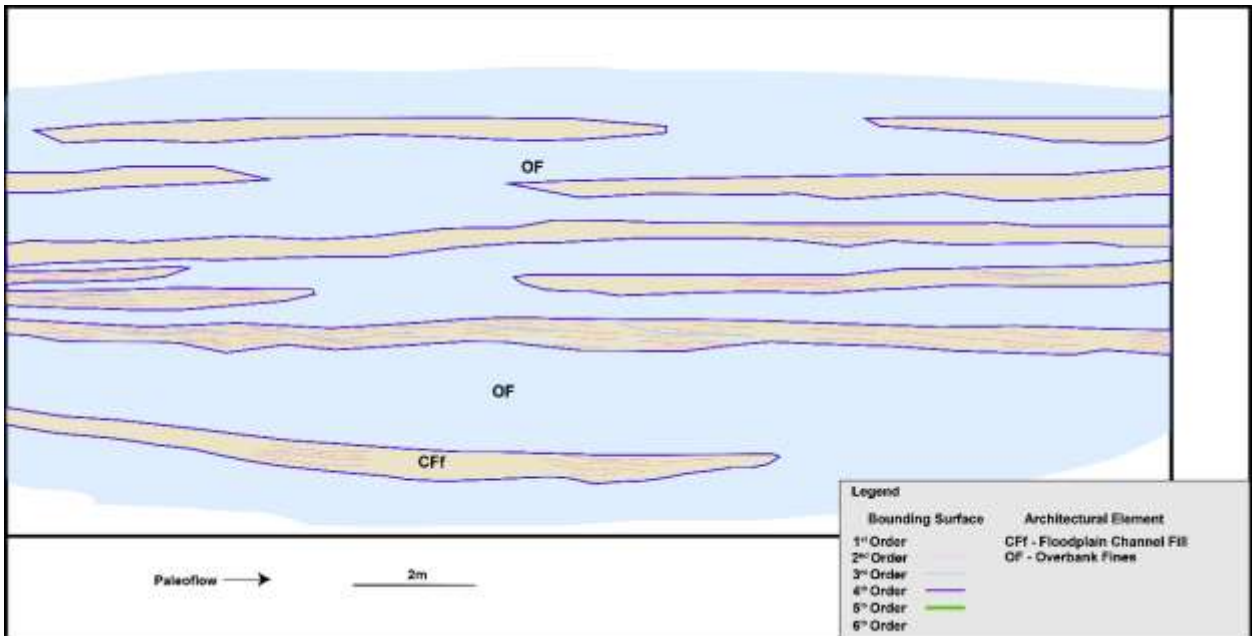 OF
OF
CFf
Legend
Bounding Surface Architectural Element
1st Order CFf - Floodplain Channel Fill
2nd Order OF - Overbank Fines
3rd Order
4th Order
5th Order
6th Order
Paleoflow 2m